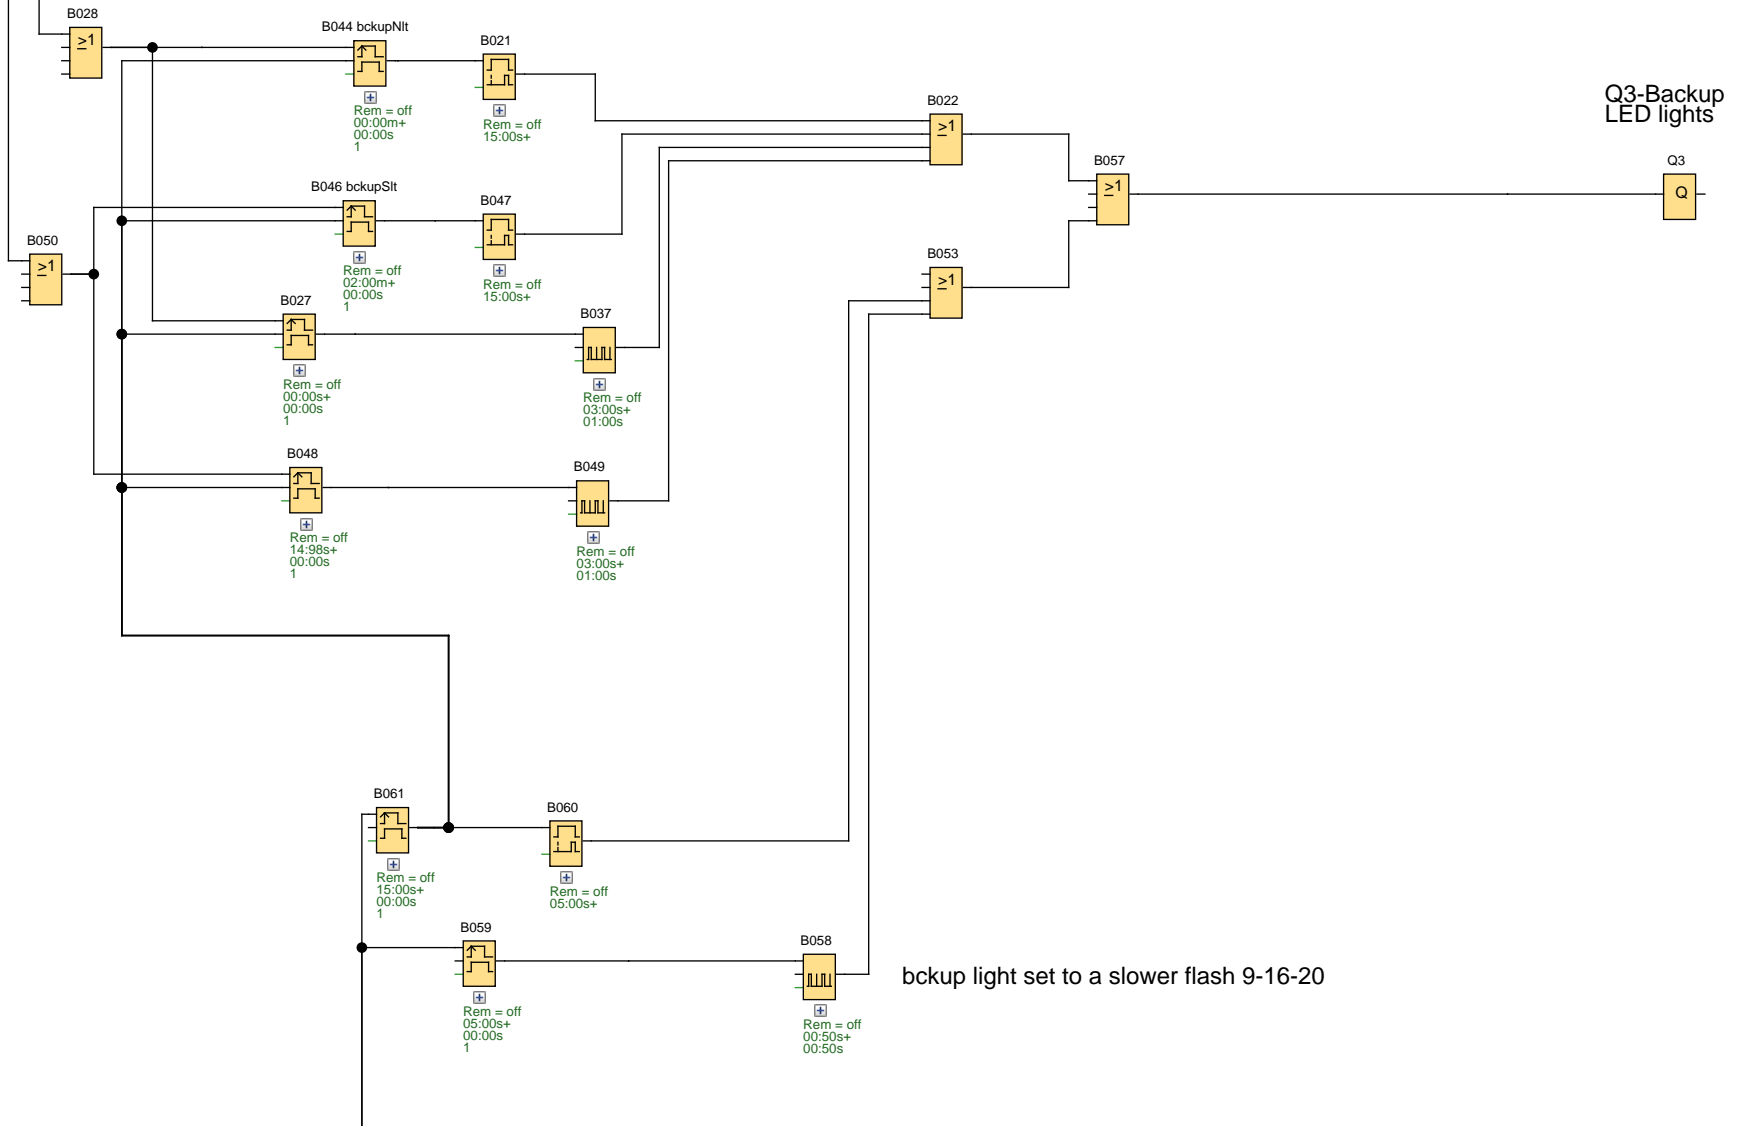 B028
≥1
B044 bckupNlt
Rem = off
00:00m+
00:00s
1
B021
Rem = off
15:00s+
B022
≥1
Q3-Backup
LED lights
B057
≥1
Q3
Q
B046 bckupSlt
Rem = off
02:00m+
00:00s
1
B047
Rem = off
15:00s+
B050
≥1
B053
≥1
B027
Rem = off
00:00s+
00:00s
1
B037
Rem = off
03:00s+
01:00s
B048
Rem = off
14:98s+
00:00s
1
B049
Rem = off
03:00s+
01:00s
B061
Rem = off
15:00s+
00:00s
1
B060
Rem = off
05:00s+
B059
Rem = off
05:00s+
00:00s
1
B058
Rem = off
00:50s+
00:50s
bckup light set to a slower flash 9-16-20